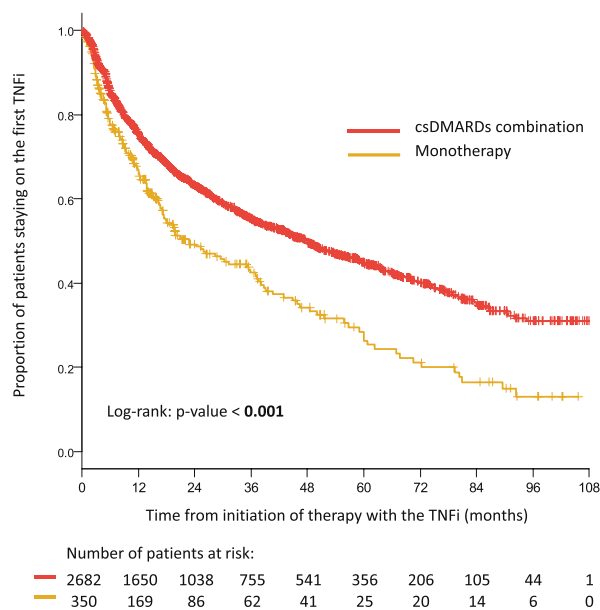 Proportion of patients staying on the first TNFi
1.0
0.8
0.6
0.4
0.2
0.0
csDMARDs combination
Monotherapy
Log-rank: p-value < 0.001
0 12 24 36 48 60 72 84 96 108
Time from initiation of therapy with the TNFi (months)
Number of patients at risk:
2682 1650 1038 755 541 356 206 105 44 1
350 169 86 62 41 25 20 14 6 0